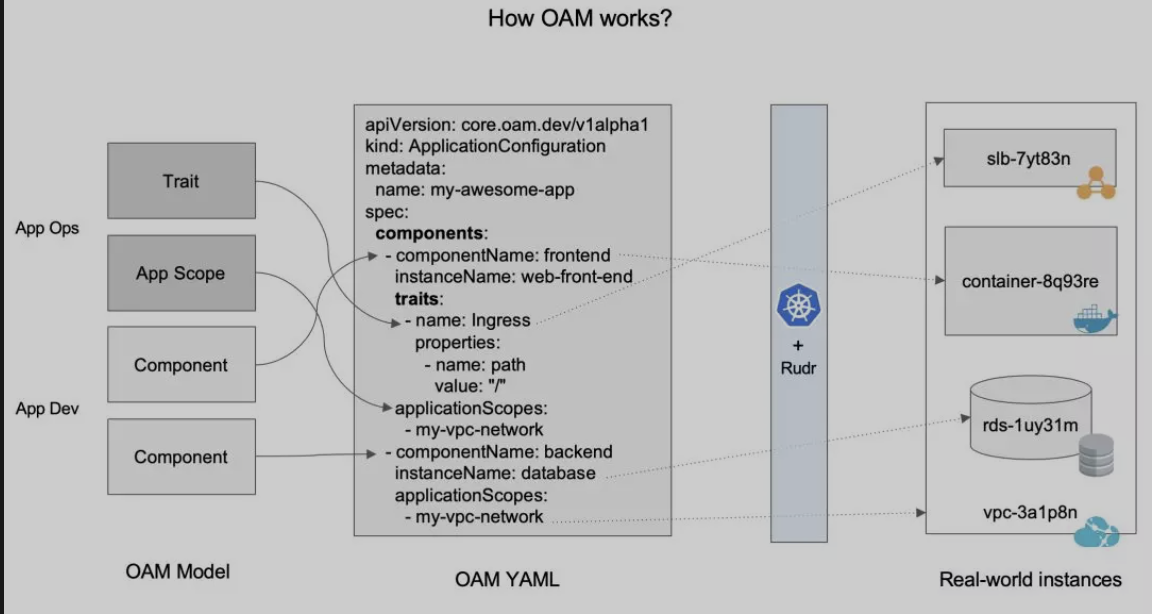 How OAM works?
App Ops
App Dev
Trait
App Scope
Component
Component
OAM Model
apiVersion: core.oam.dev/v1alpha1
kind: ApplicationConfiguration
metadata:
name: my-awesome-app
spec:
components:
- componentName: frontend
instanceName: web-front-end
traits:
- name: Ingress
properties:
- name: path
value: "/"
applicationScopes:
- my-vpc-network
- componentName: backend
instanceName: database
applicationScopes:
- my-vpc-network
OAM YAML
+
Rudr
slb-7yt83n
container-8q93re
rds-1uy31m
vpc-3a1p8n
Real-world instances